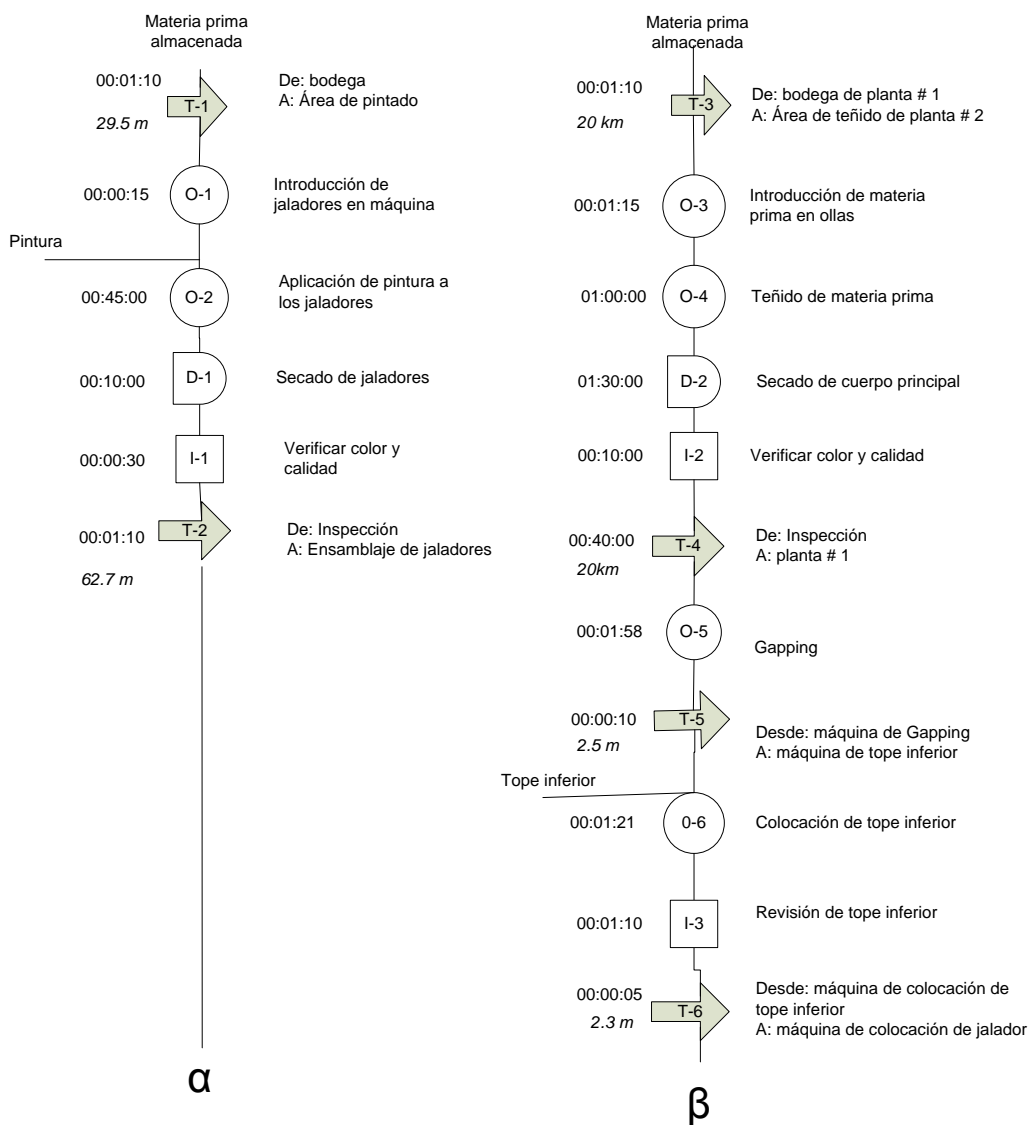 Materia prima
almacenada
00:01:10
T-1
29.5 m
De: bodega
A: Área de pintado
00:00:15
O-1
Introducción de
jaladores en máquina
Pintura
00:45:00
O-2
Aplicación de pintura a
los jaladores
00:10:00
D-1
Secado de jaladores
00:00:30
I-1
Verificar color y
calidad
00:01:10
T-2
62.7 m
De: Inspección
A: Ensamblaje de jaladores
α
Materia prima
almacenada
00:01:10
T-3
20 km
De: bodega de planta # 1
A: Área de teñido de planta # 2
00:01:15
O-3
Introducción de materia
prima en ollas
01:00:00
O-4
Teñido de materia prima
01:30:00
D-2
Secado de cuerpo principal
00:10:00
I-2
Verificar color y calidad
00:40:00
T-4
20km
De: Inspección
A: planta # 1
00:01:58
O-5
Gapping
00:00:10
T-5
2.5 m
Desde: máquina de Gapping
A: máquina de tope inferior
Tope inferior
00:01:21
0-6
Colocación de tope inferior
00:01:10
I-3
Revisión de tope inferior
00:00:05
T-6
2.3 m
Desde: máquina de colocación de
tope inferior
A: máquina de colocación de jalador
β